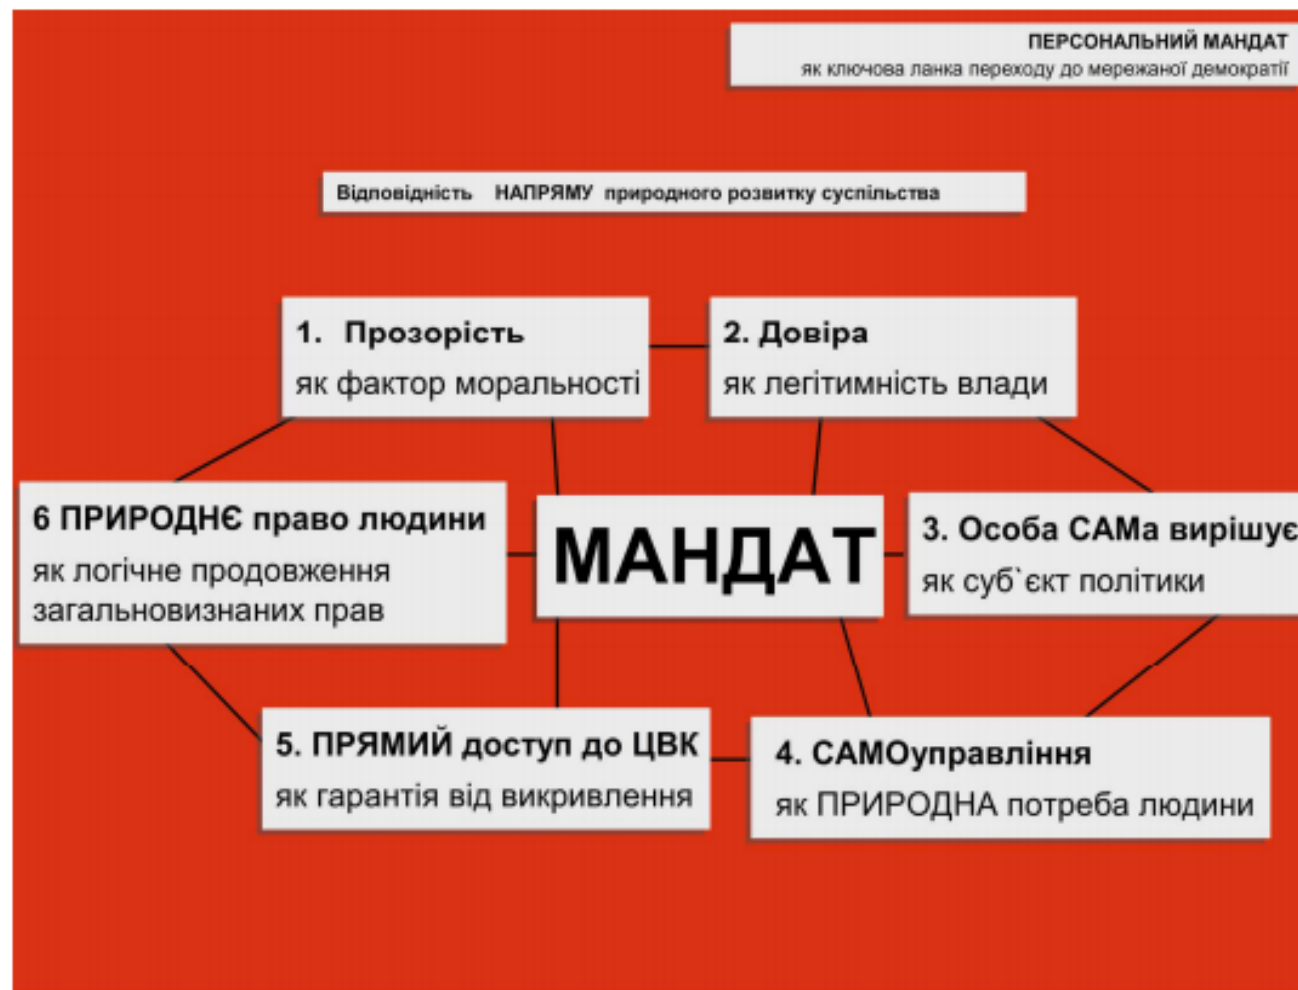 ПЕРСОНАЛЬНИЙ МАНДАТ
як ключова ланка переходу до мережаної демократії
Відповідність НАПРЯМУ природного розвитку суспільства
1. Прозорість
як фактор моральності
2. Довіра
як легітимність влади
6 ПРИРОДНЄ право людини
як логічне продовження
загальновизнаних прав
МАНДАТ
3. Особа САМа вирішує
як суб`єкт політики
5. ПРЯМИЙ доступ до ЦВК
як гарантія від викривлення
4. САМОуправління
як ПРИРОДНА потреба людини